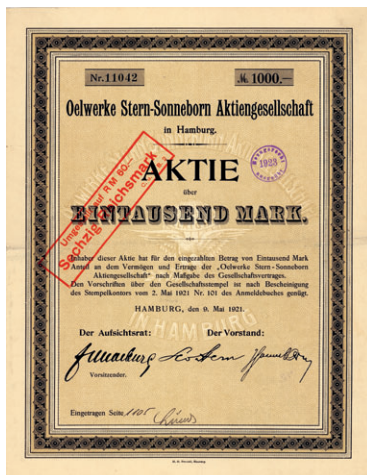 Nr. 11042
ℳ 1000.—
Oelwerke Stern-Sonneborn Aktiengesellschaft
in Hamburg.
AKTIE
über
EINTAUSEND MARK.
1923
Umgestellt auf RM 60.—
Sechzig Reichsmark
Inhaber dieser Aktie hat für den eingezahlten Betrag von Eintausend Mark
Anteil an dem Vermögen und Ertrage der „Oelwerke Stern-Sonneborn
Aktiengesellschaft“ nach Maßgabe des Gesellschaftsvertrages.
Den Vorschriften über den Gesellschaftsstempel ist nach Bescheinigung
des Stempelkontors vom 2. Mai 1921 Nr. 101 des Anmeldebuches genügt.
HAMBURG, den 9. Mai 1921.
HAMBURG
Der Aufsichtsrat:
Der Vorstand:
Vorsitzender.
Eingetragen Seite 1105